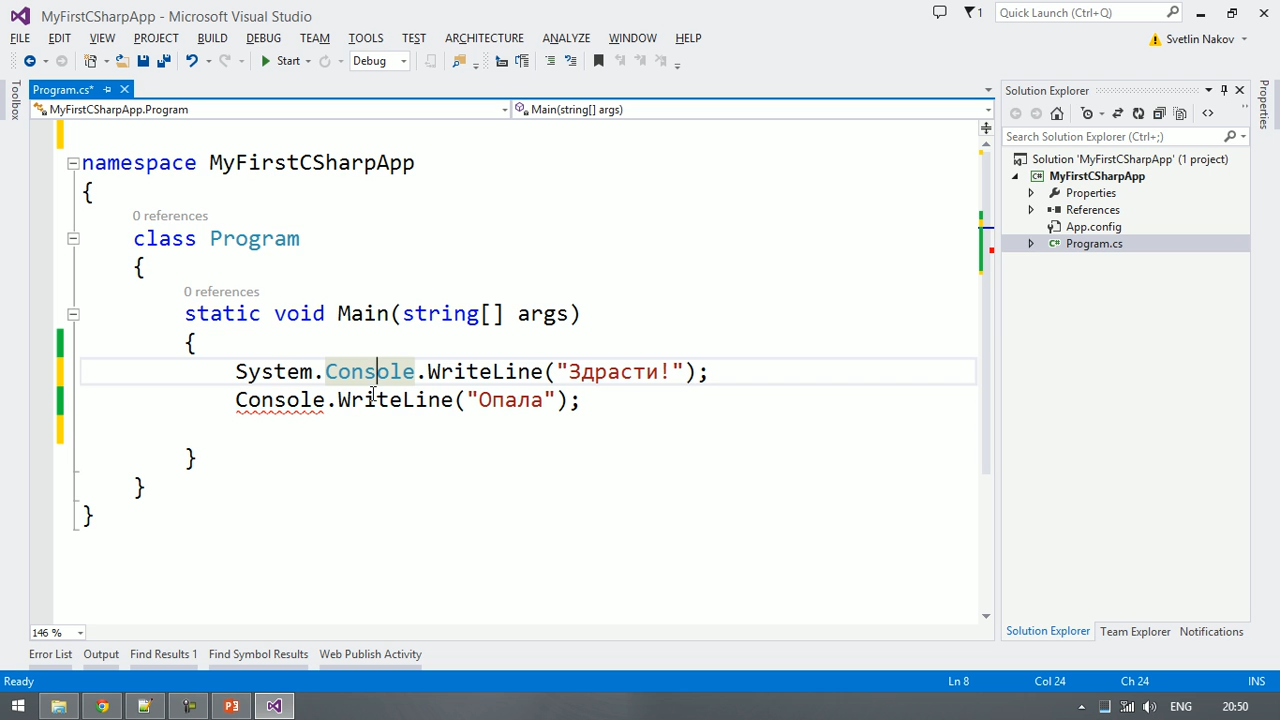 MyFirstCSharpApp - Microsoft Visual Studio
1
Quick Launch (Ctrl+Q)
FILE EDIT VIEW PROJECT BUILD DEBUG TEAM TOOLS TEST ARCHITECTURE ANALYZE WINDOW HELP
Svetlin Nakov
Start Debug
Toolbox
Program.cs*
MyFirstCSharpApp.Program
Main(string[] args)
namespace MyFirstCSharpApp
{
0 references
class Program
{
0 references
static void Main(string[] args)
{
System.Console.WriteLine("Здрасти!");
Console.WriteLine("Опала");
}
}
}
146 %
Solution Explorer
Search Solution Explorer (Ctrl+;)
Solution 'MyFirstCSharpApp' (1 project)
MyFirstCSharpApp
Properties
References
App.config
Program.cs
Properties
Solution Explorer Team Explorer Notifications
Error List Output Find Results 1 Find Symbol Results Web Publish Activity
Ready Ln 8 Col 24 Ch 24 INS
ENG 20:50